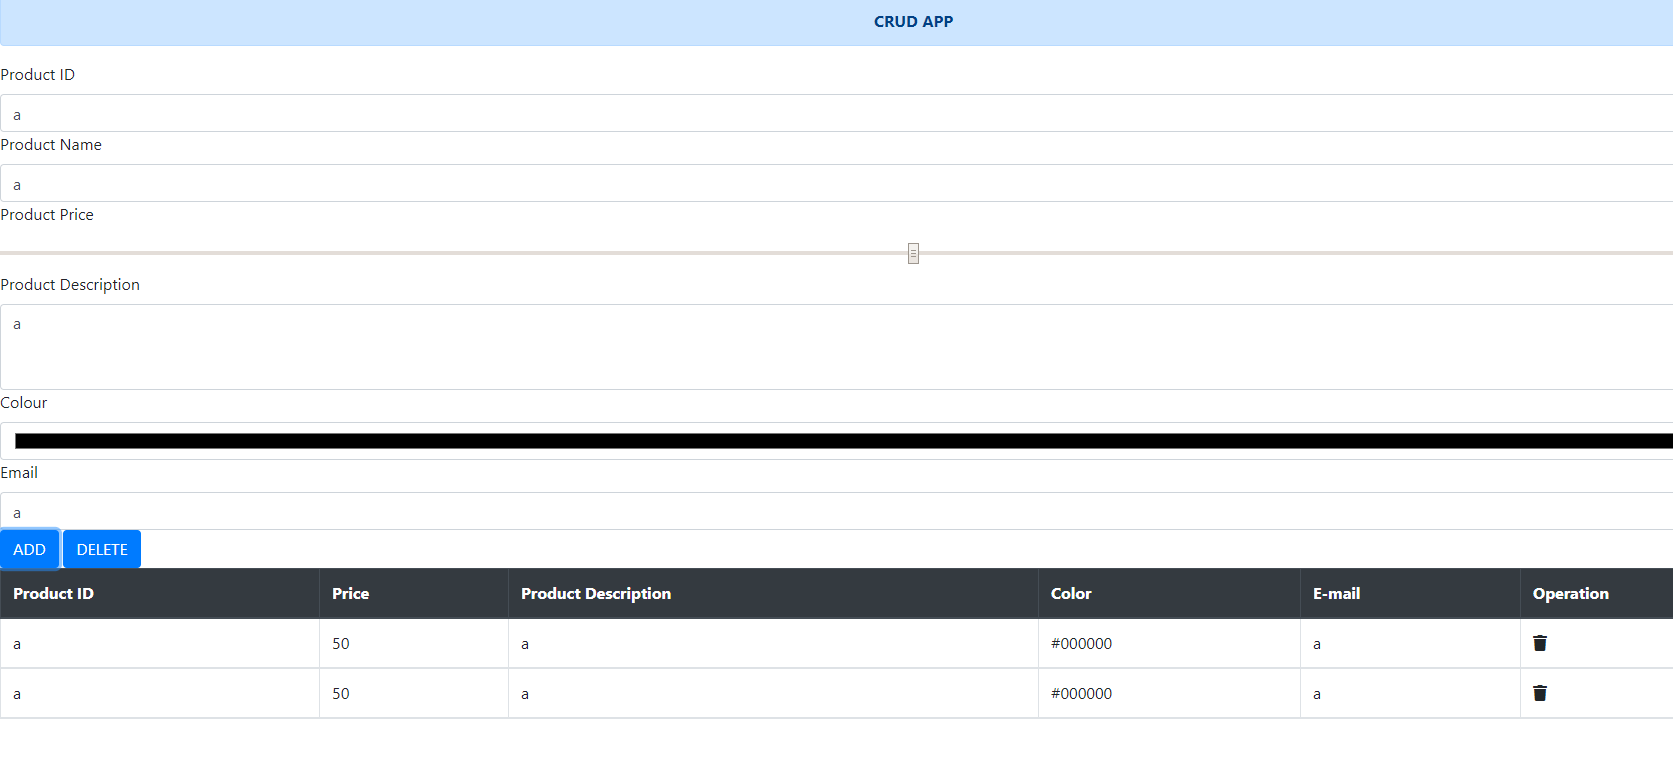 CRUD APP
Product ID
a
Product Name
a
Product Price
Product Description
a
Colour
Email
a
ADD DELETE
Product ID Price Product Description Color E-mail Operation
a 50 a #000000 a
a 50 a #000000 a